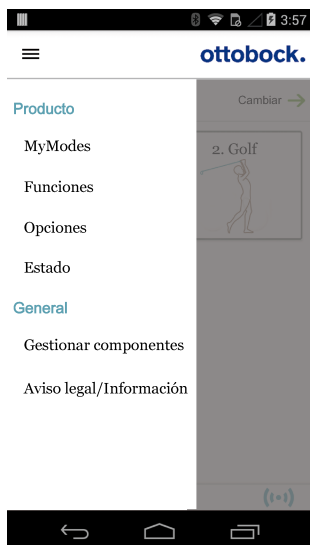 3:57
ottobock.
Producto
Cambiar
MyModes
2. Golf
Funciones
Opciones
Estado
General
Gestionar componentes
Aviso legal/Información